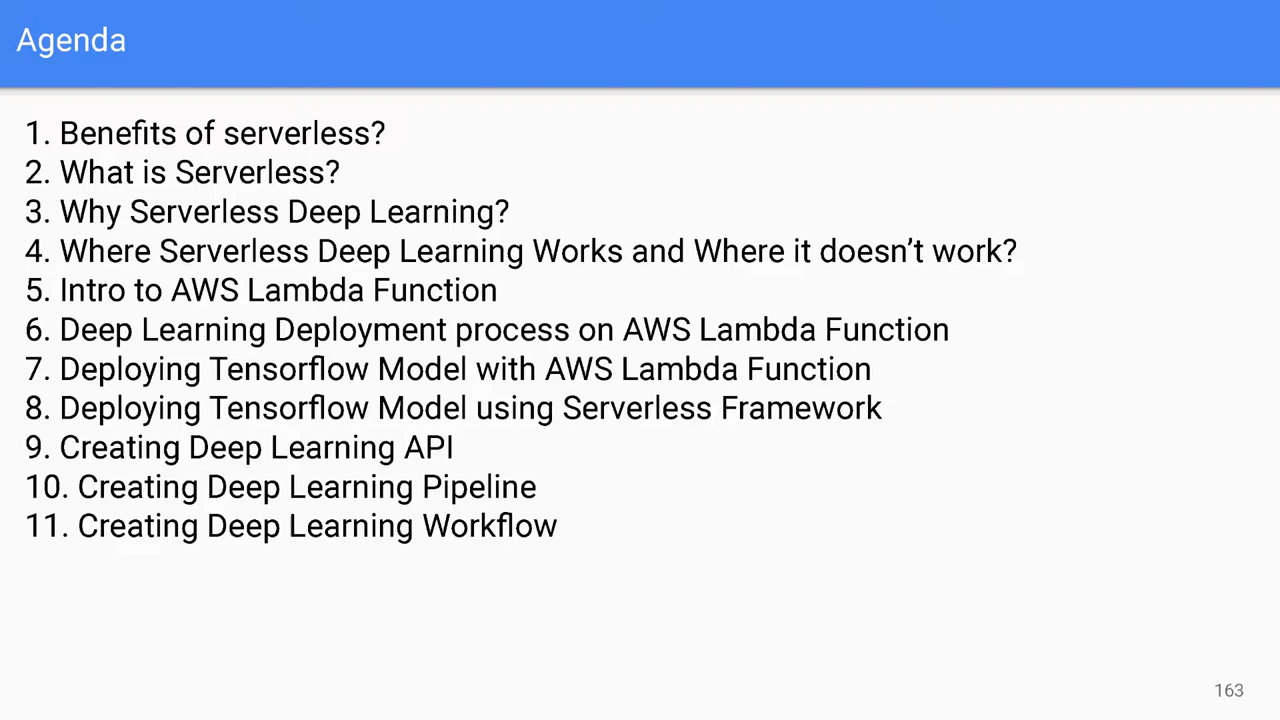 Agenda
1. Benefits of serverless?
2. What is Serverless?
3. Why Serverless Deep Learning?
4. Where Serverless Deep Learning Works and Where it doesn’t work?
5. Intro to AWS Lambda Function
6. Deep Learning Deployment process on AWS Lambda Function
7. Deploying Tensorflow Model with AWS Lambda Function
8. Deploying Tensorflow Model using Serverless Framework
9. Creating Deep Learning API
10. Creating Deep Learning Pipeline
11. Creating Deep Learning Workflow
163